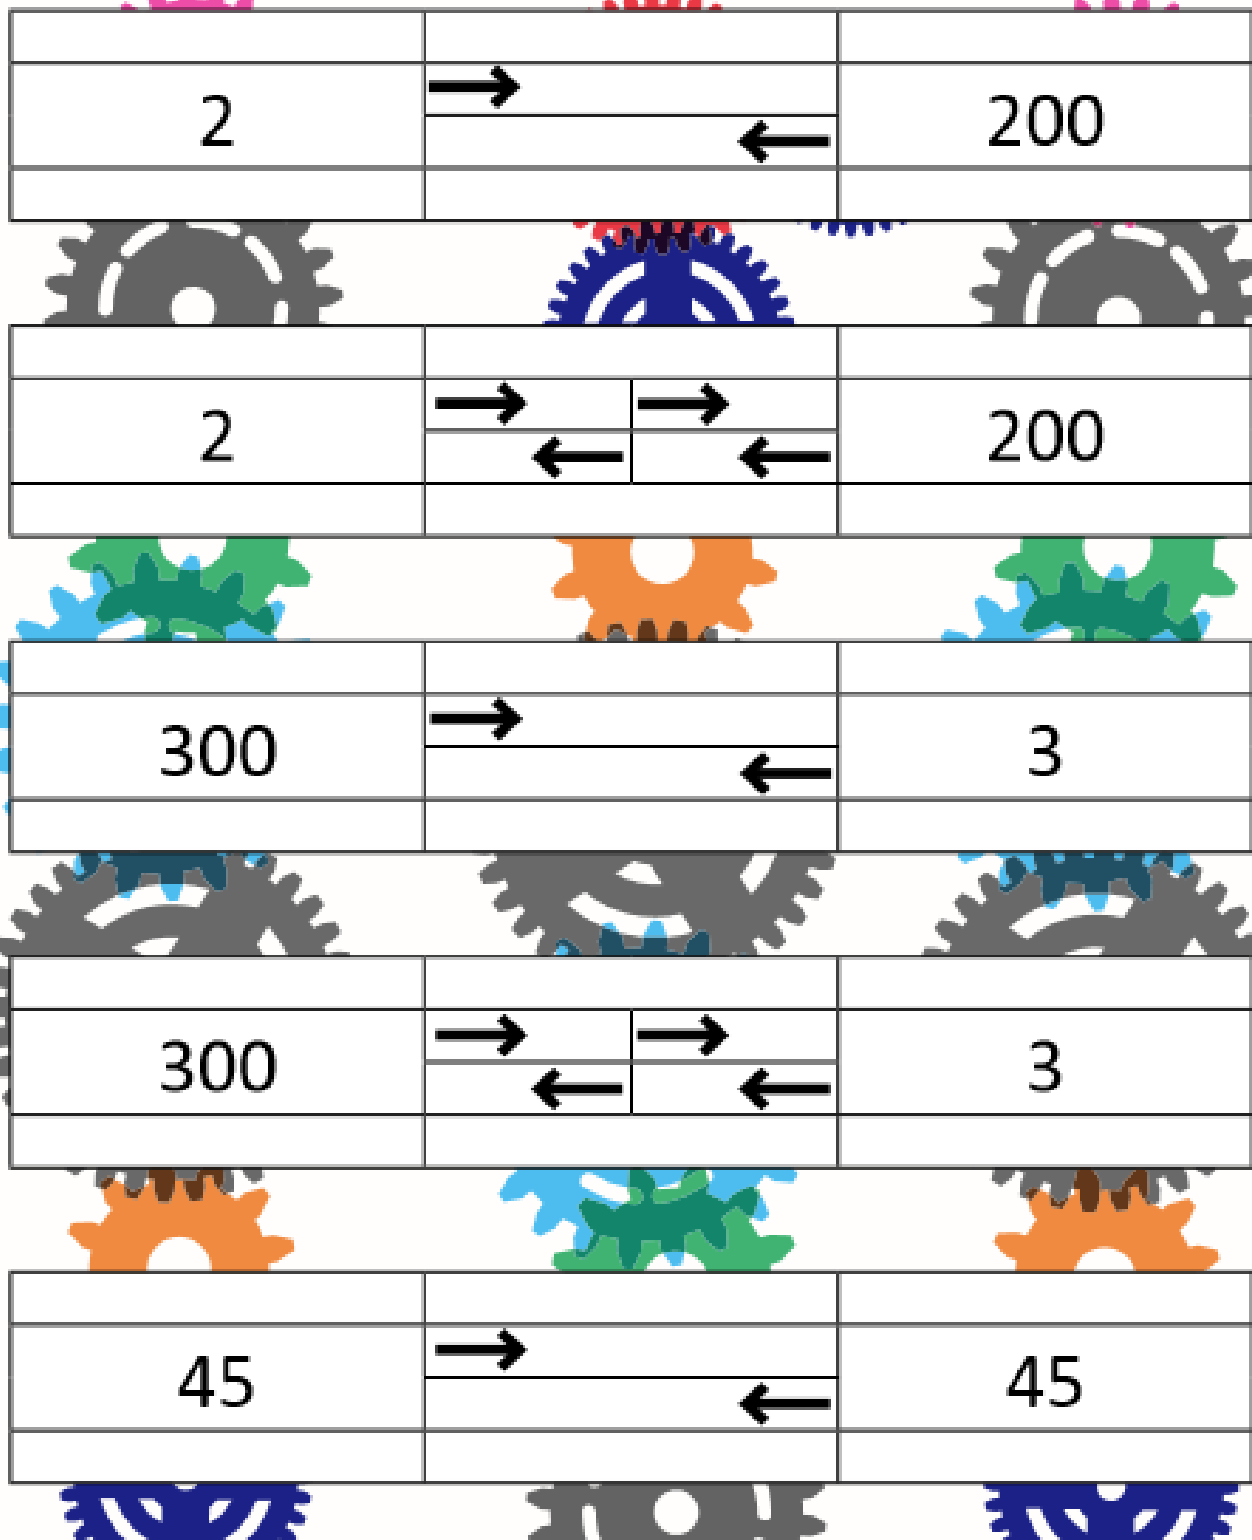 2 → ← 200
2 → → ← ← 200
300 → ← 3
300 → → ← ← 3
45 → ← 45